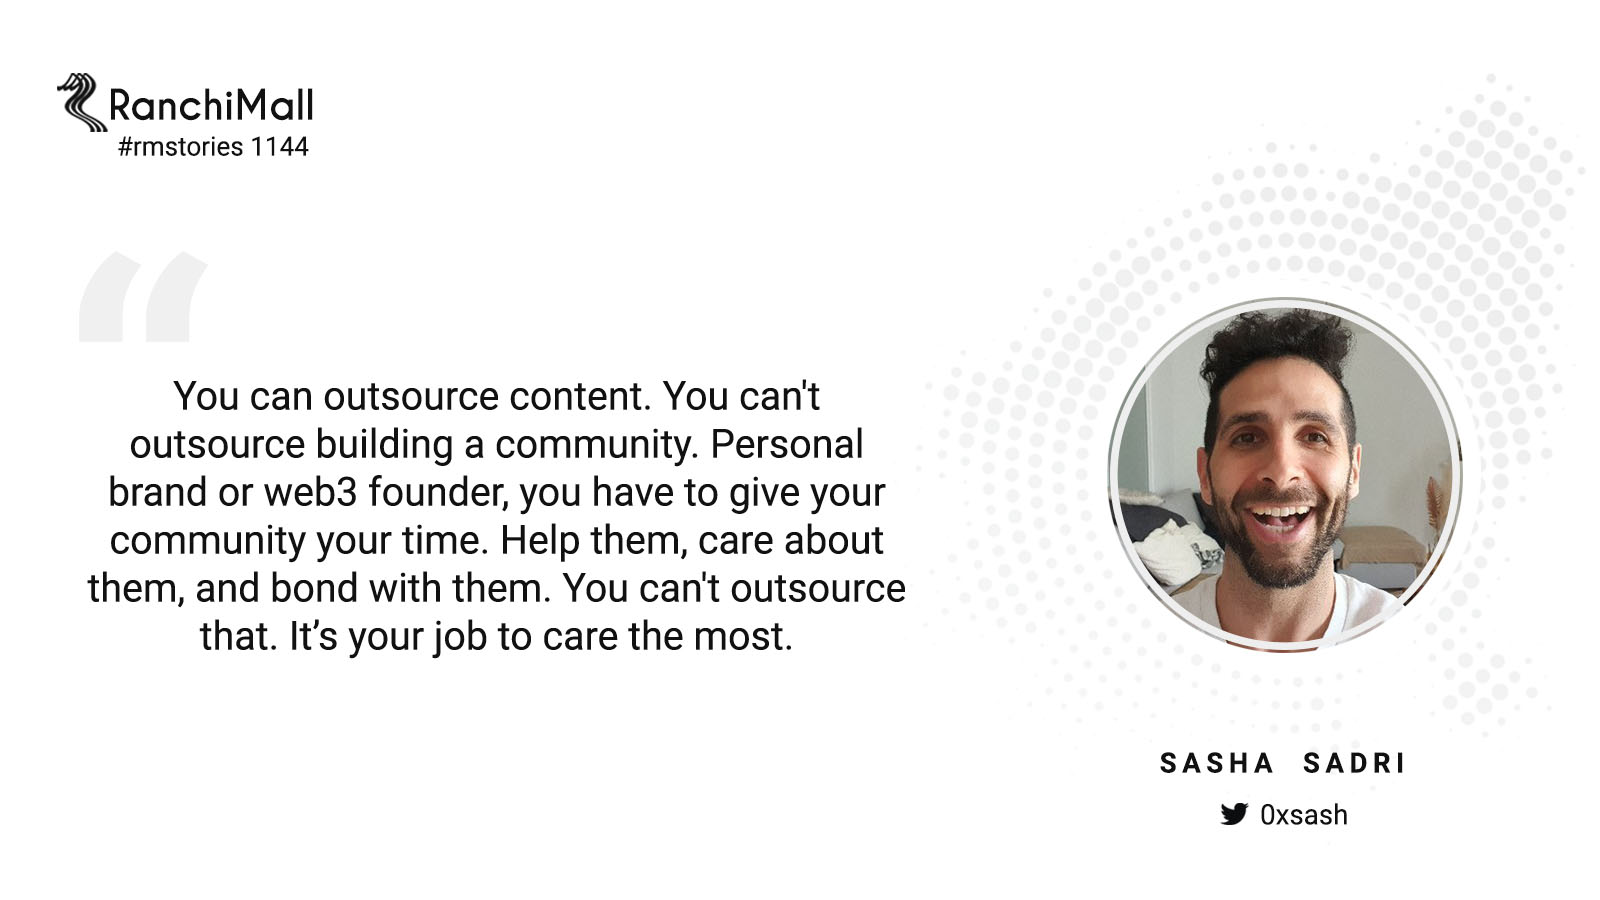 RanchiMall
#rmstories 1144
“
You can outsource content. You can't
outsource building a community. Personal
brand or web3 founder, you have to give your
community your time. Help them, care about
them, and bond with them. You can't outsource
that. It’s your job to care the most.
SASHA SADRI
0xsash